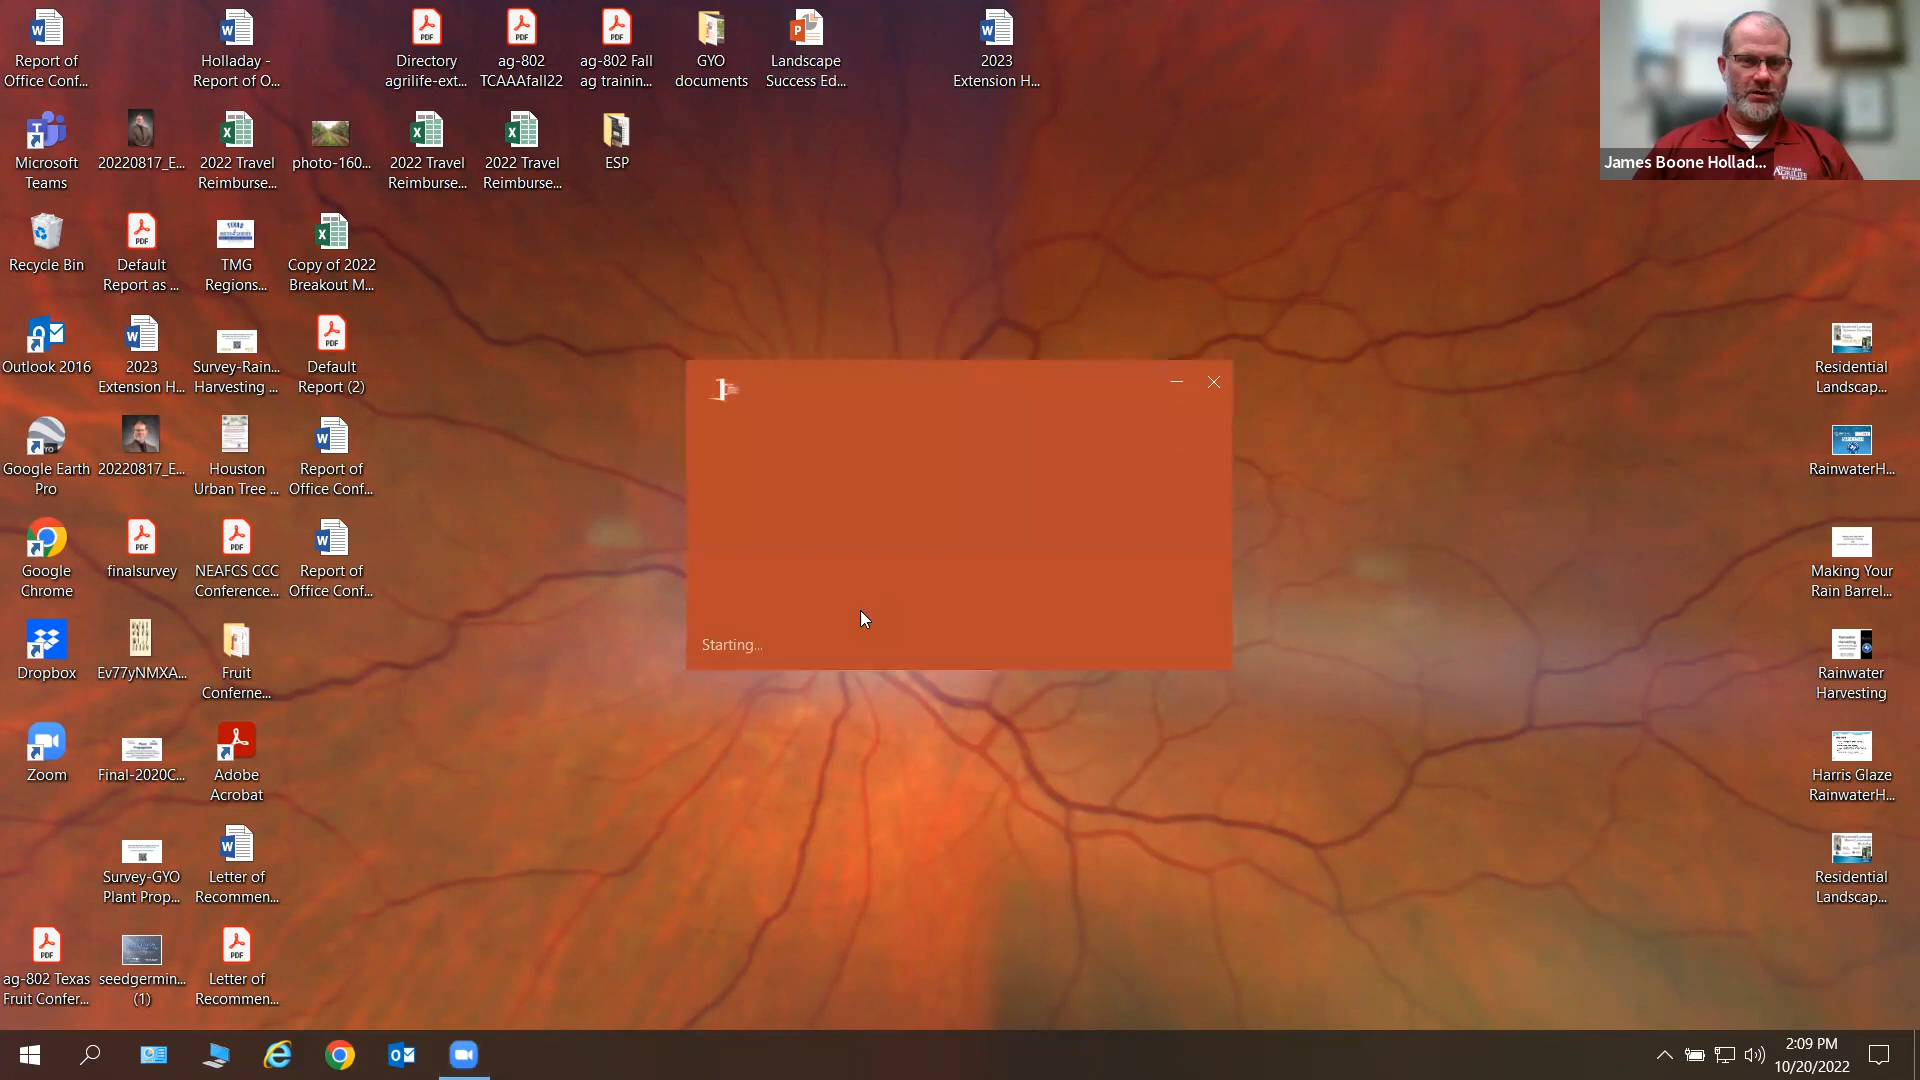 Report of
Office Conf...
Holladay -
Report of O...
Directory
agrilife-ext...
ag-802
TCAAAfall22
ag-802 Fall
ag trainin...
GYO
documents
Landscape
Success Ed...
2023
Extension H...
James Boone Hollad...
Microsoft
Teams
20220817_E...
2022 Travel
Reimburse...
photo-160...
2022 Travel
Reimburse...
2022 Travel
Reimburse...
ESP
Recycle Bin
Default
Report as ...
TMG
Regions...
Copy of 2022
Breakout M...
Outlook 2016
2023
Extension H...
Survey-Rain...
Harvesting ...
Default
Report (2)
Residential
Landscap...
Google Earth
Pro
20220817_E...
Houston
Urban Tree ...
Report of
Office Conf...
RainwaterH...
Google
Chrome
finalsurvey
NEAFCS CCC
Conference...
Report of
Office Conf...
Making Your
Rain Barrel...
Starting...
Dropbox
Ev77yNMXA...
Fruit
Conferne...
Rainwater
Harvesting
Zoom
Final-2020C...
Adobe
Acrobat
Harris Glaze
RainwaterH...
Survey-GYO
Plant Prop...
Letter of
Recommen...
Residential
Landscap...
ag-802 Texas
Fruit Confer...
seedgermin...
(1)
Letter of
Recommen...
2:09 PM
10/20/2022